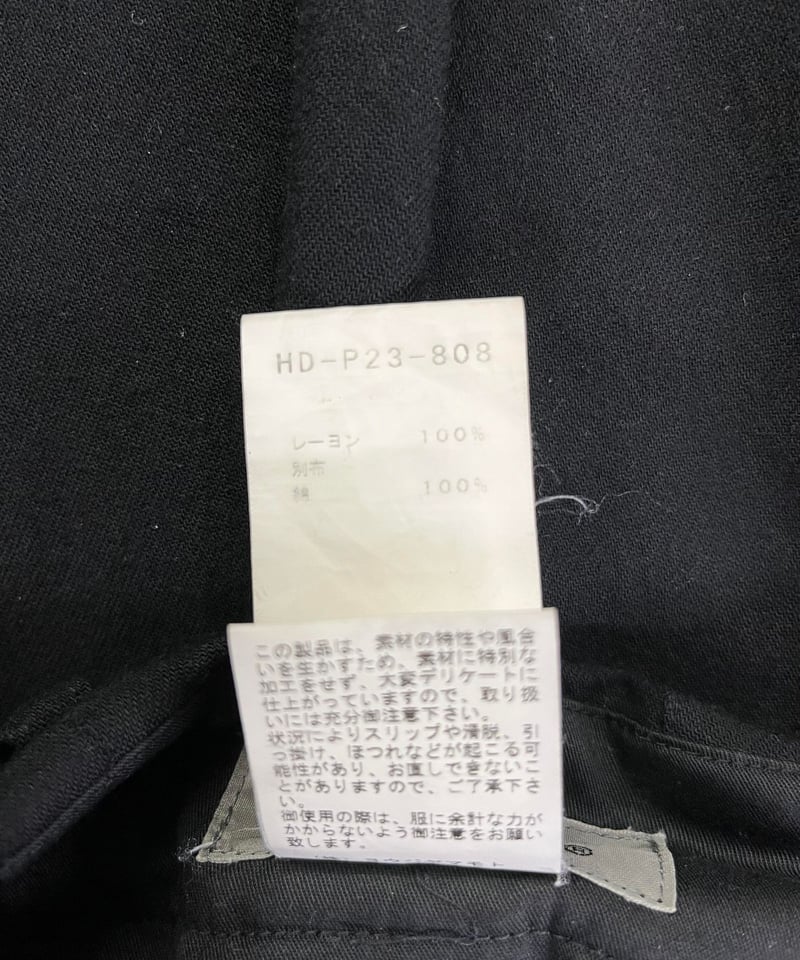 HD-P23-808
レーヨン 100%
別布
綿 100%
この製品は、素材の特性や風合
いを生かすため、素材に特別な
加工をせず、大変デリケートに
仕上がっていますので、取り扱
いには充分御注意下さい。
状況によりスリップや滑脱、引
っ掛け、ほつれなどが起こる可
能性があり、お直しできないこ
とがありますので、ご了承下さ
い。
御使用の際は、服に余計な力が
かからないよう御注意をお願い
致します。